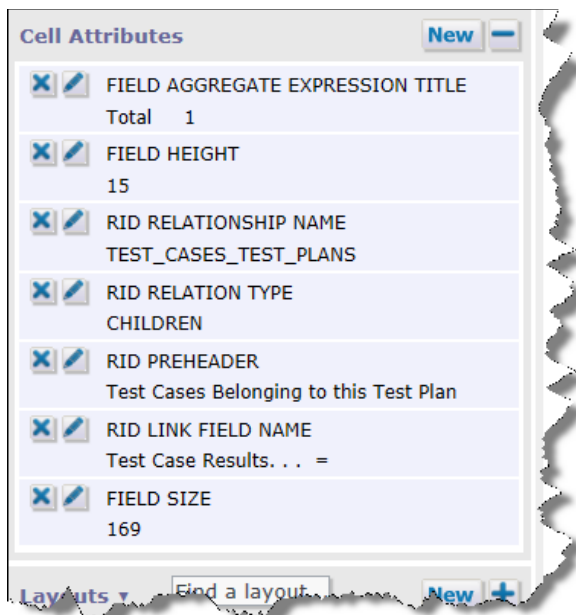 Cell Attributes New
FIELD AGGREGATE EXPRESSION TITLE
Total 1
FIELD HEIGHT
15
RID RELATIONSHIP NAME
TEST_CASES_TEST_PLANS
RID RELATION TYPE
CHILDREN
RID PREHEADER
Test Cases Belonging to this Test Plan
RID LINK FIELD NAME
Test Case Results. . . =
FIELD SIZE
169
Layouts Find a layout New